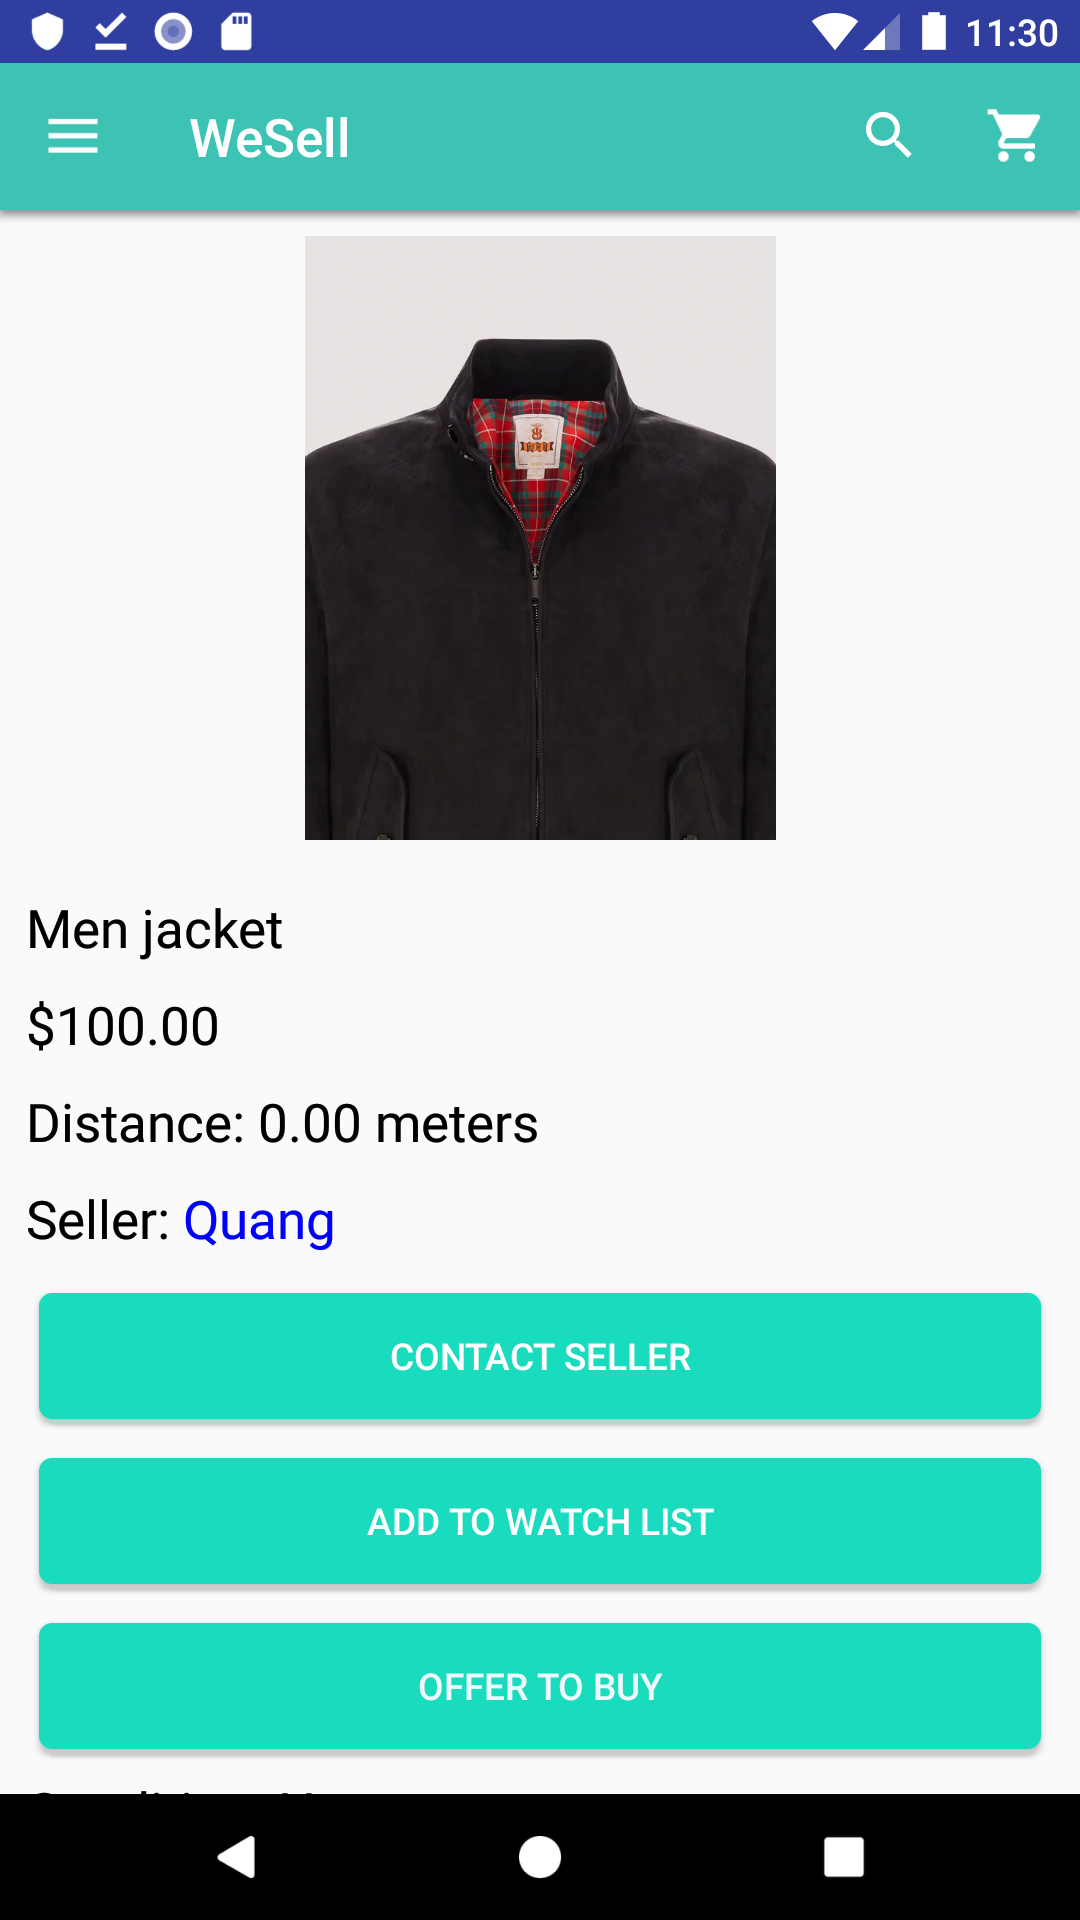 11:30
WeSell
Men jacket
$100.00
Distance: 0.00 meters
Seller: Quang
CONTACT SELLER
ADD TO WATCH LIST
OFFER TO BUY